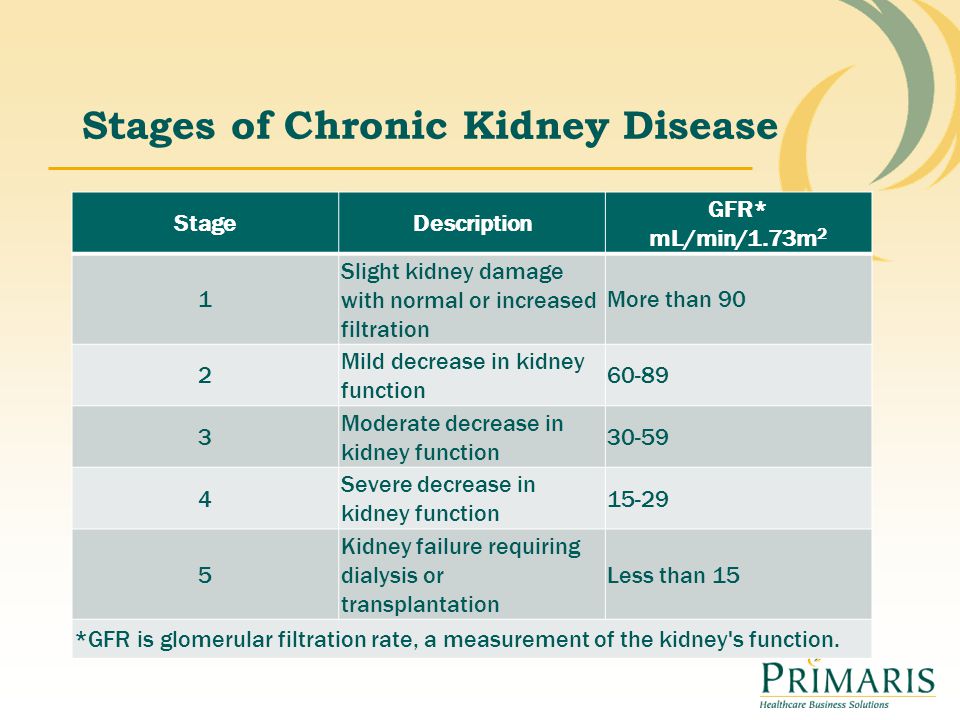 Stages of Chronic Kidney Disease
Stage Description GFR* mL/min/1.73m²
1 Slight kidney damage with normal or increased filtration More than 90
2 Mild decrease in kidney function 60-89
3 Moderate decrease in kidney function 30-59
4 Severe decrease in kidney function 15-29
5 Kidney failure requiring dialysis or transplantation Less than 15
*GFR is glomerular filtration rate, a measurement of the kidney's function.
PRIMARIS
Healthcare Business Solutions